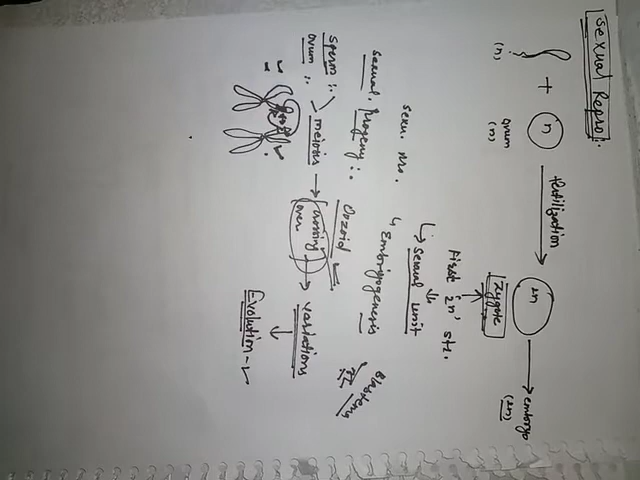 Sexual Repro :.
+ n → 2n → embryo
(n) ovum fertilization (2n)
(n)
Zygote
First '2n' str.
↳ sexual unit
sexu. mo.
↳ Embryogenesis
sexual. Progeny :.
Oozoid
sperm :.
ovum :.
meiosis → crossing over → variations
Evolution